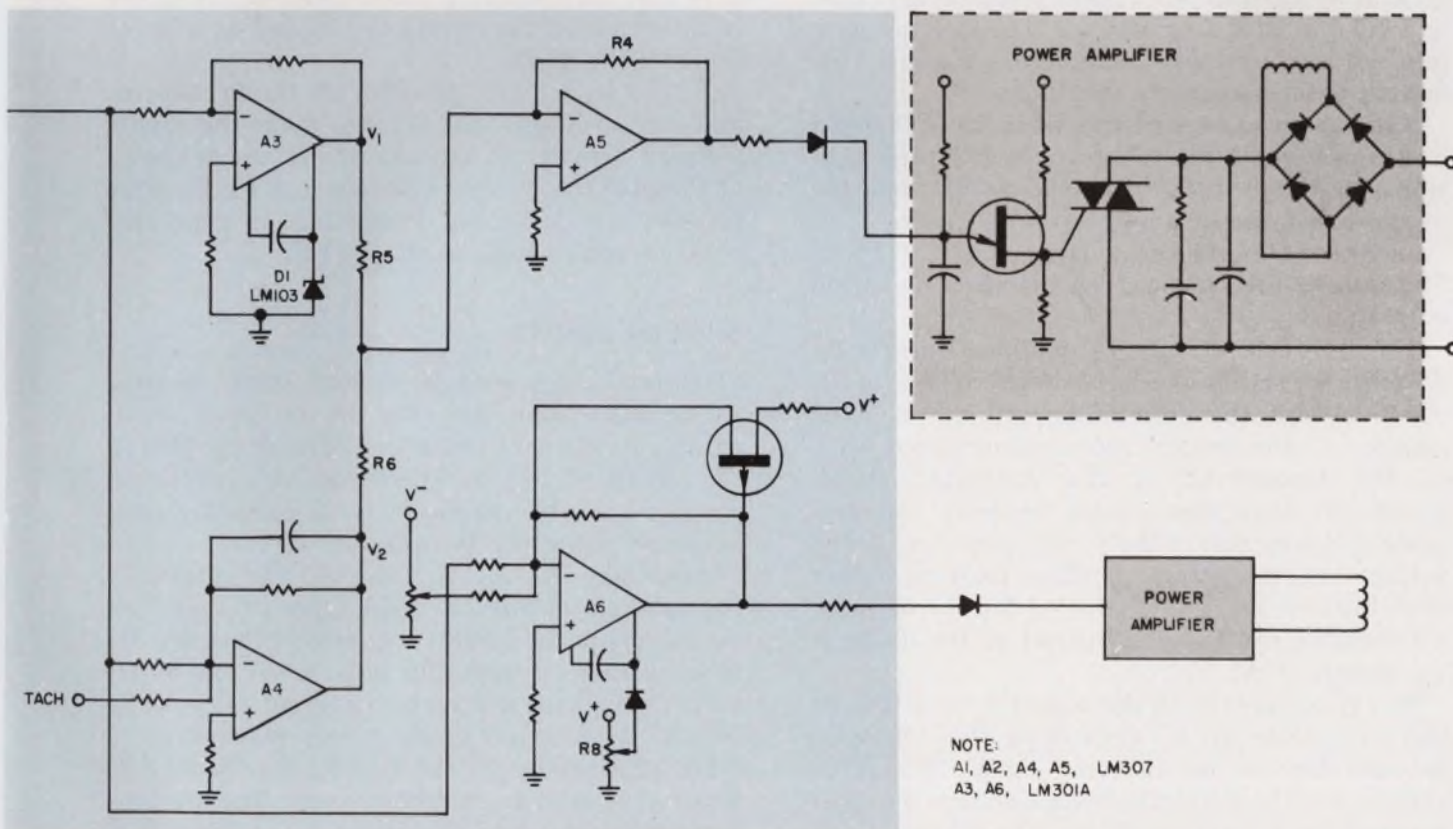 R4
POWER AMPLIFIER
A3
V1
A5
D1
LM103
R5
R6
V+
V-
V2
A6
A4
TACH
V+
R8
POWER
AMPLIFIER
NOTE:
A1, A2, A4, A5, LM307
A3, A6, LM301A